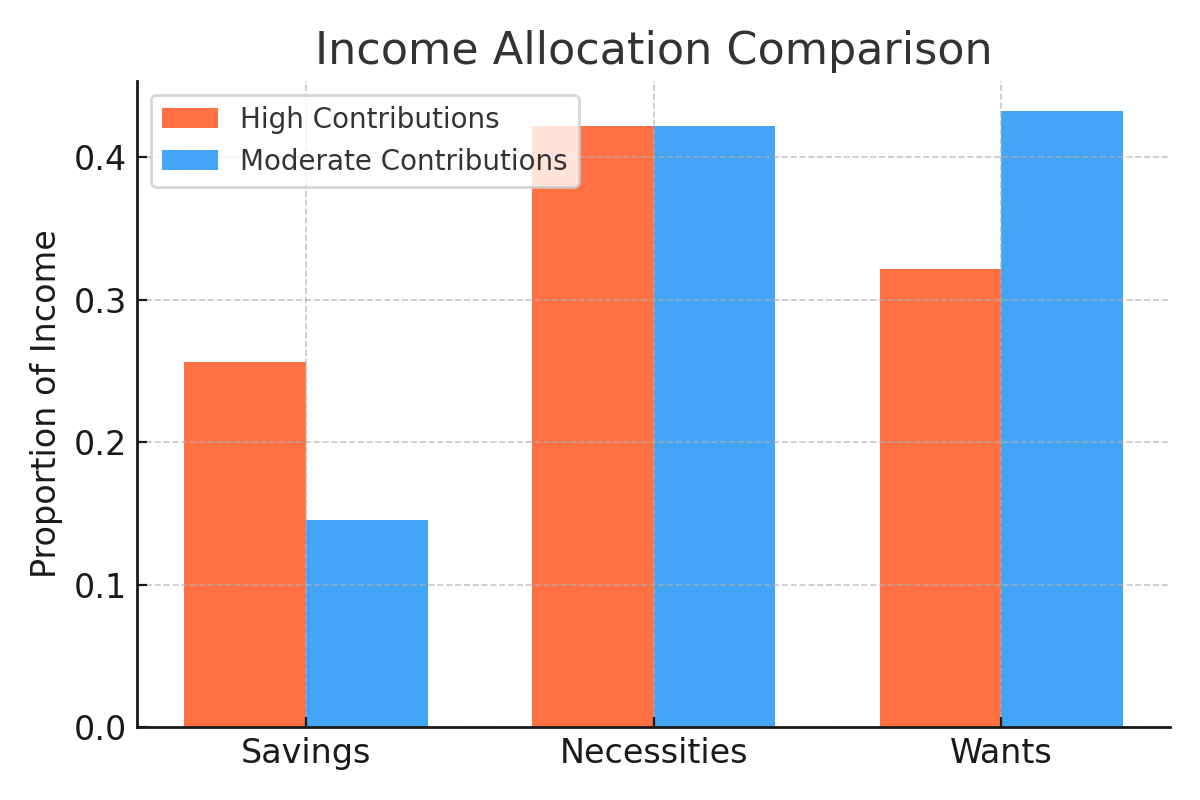 Income Allocation Comparison
High Contributions
Moderate Contributions
Proportion of Income
0.4
0.3
0.2
0.1
0.0
Savings
Necessities
Wants